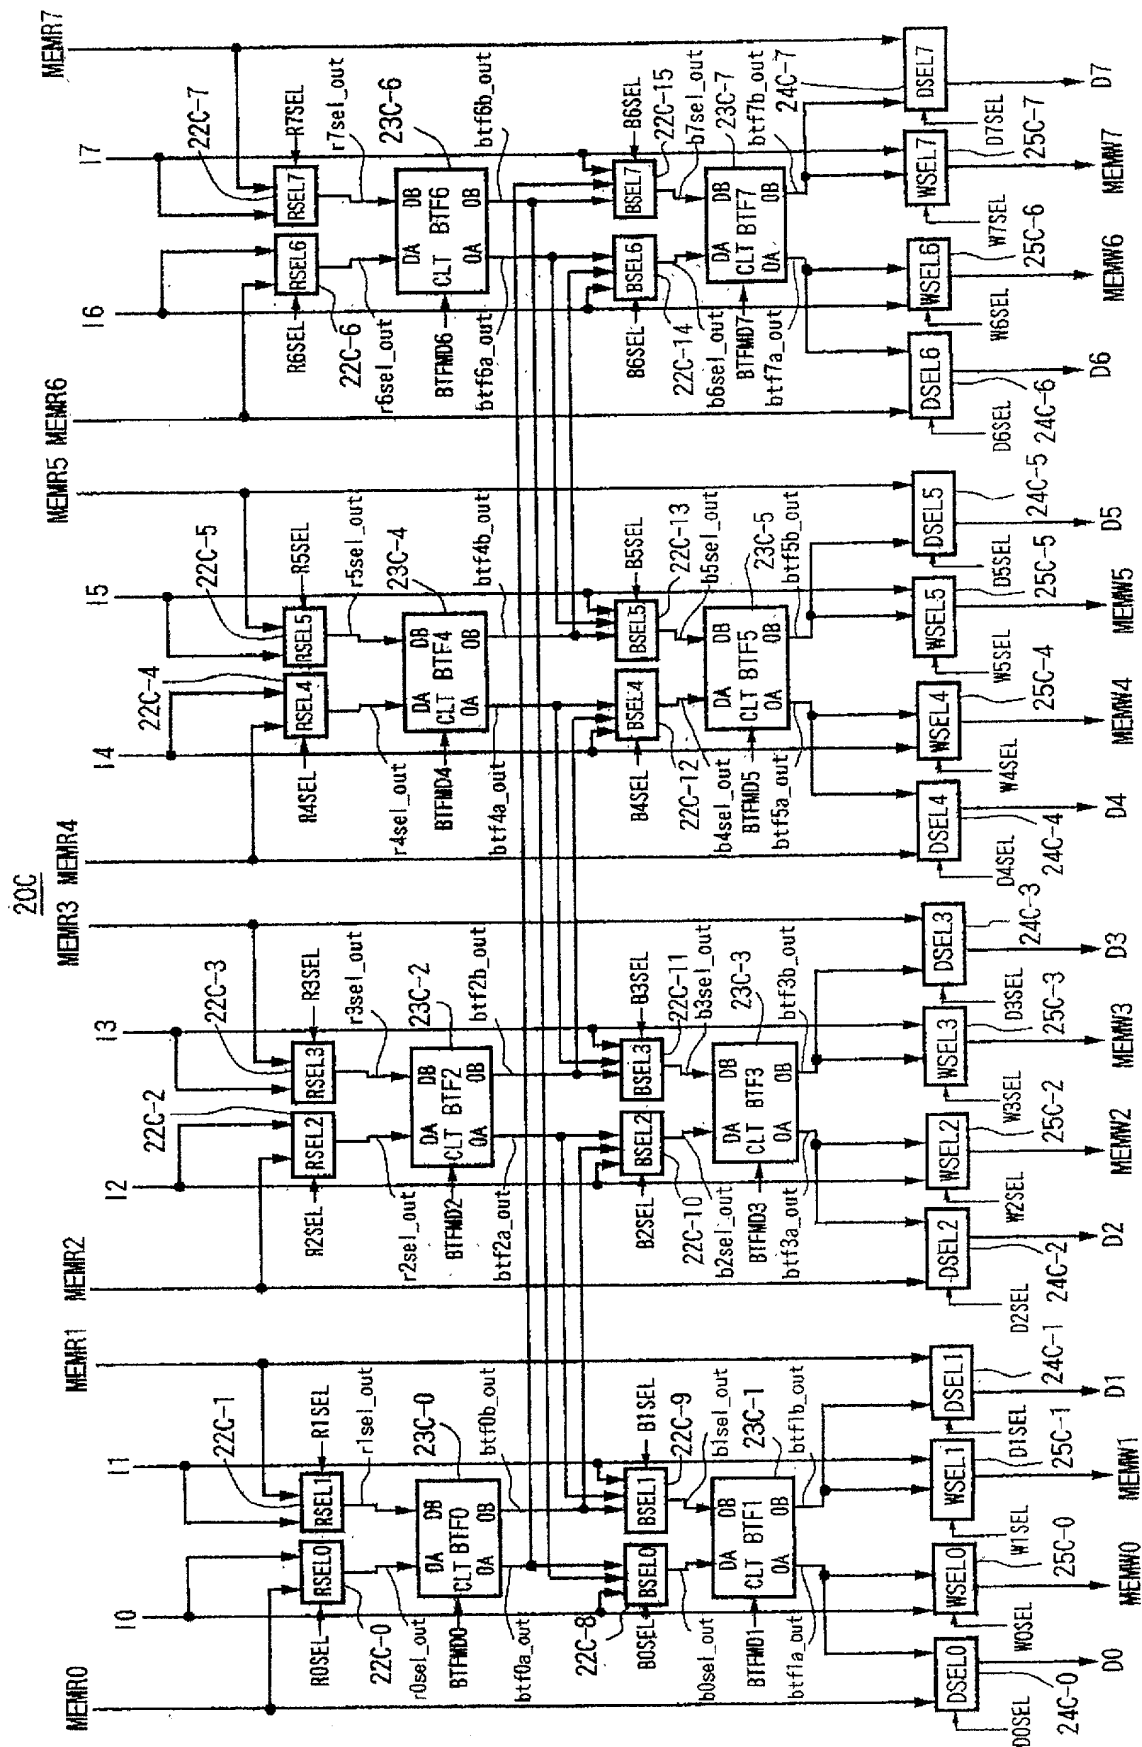 20C
MEMR0 I0 I1 MEMR1 MEMR2 I2 I3 MEMR3 MEMR4 I4 I5 MEMR5 MEMR6 I6 I7 MEMR7
22C-1 22C-2 22C-3 22C-4 22C-5 22C-7
R0SEL RSEL0 RSEL1 R1SEL R2SEL RSEL2 RSEL3 R3SEL R4SEL RSEL4 RSEL5 R5SEL R6SEL RSEL6 RSEL7 R7SEL
22C-0 22C-6
r0sel_out r1sel_out r2sel_out r3sel_out r4sel_out r5sel_out r6sel_out r7sel_out
23C-0 23C-2 23C-4 23C-6
DA DB DA DB DA DB DA DB
BTFMD0 CLT BTF0 BTFMD2 CLT BTF2 BTFMD4 CLT BTF4 BTFMD6 CLT BTF6
OA OB OA OB OA OB OA OB
btf0a_out btf0b_out btf2a_out btf2b_out btf4a_out btf4b_out btf6a_out btf6b_out
22C-8
B0SEL BSEL0 BSEL1 B1SEL B2SEL BSEL2 BSEL3 B3SEL B4SEL BSEL4 BSEL5 B5SEL B6SEL BSEL6 BSEL7 B6SEL
22C-9 22C-10 22C-11 22C-12 22C-13 22C-14 22C-15
b0sel_out b1sel_out b2sel_out b3sel_out b4sel_out b5sel_out b6sel_out b7sel_out
23C-1 23C-3 23C-5 23C-7
DA DB DA DB DA DB DA DB
BTFMD1 CLT BTF1 BTFMD3 CLT BTF3 BTFMD5 CLT BTF5 BTFMD7 CLT BTF7
OA OB OA OB OA OB OA OB
btf1a_out btf1b_out btf3a_out btf3b_out btf5a_out btf5b_out btf7a_out btf7b_out
24C-7
DSEL0 WSEL0 WSEL1 DSEL1 DSEL2 WSEL2 WSEL3 DSEL3 DSEL4 WSEL4 WSEL5 DSEL5 DSEL6 WSEL6 WSEL7 DSEL7
D0SEL W0SEL W1SEL D1SEL D2SEL W2SEL W3SEL D3SEL D4SEL W4SEL W5SEL D5SEL D6SEL W6SEL W7SEL D7SEL
24C-0 25C-0 25C-1 24C-1 24C-2 25C-2 25C-3 24C-3 24C-4 25C-4 25C-5 24C-5 24C-6 25C-6 25C-7
D0 MEMW0 MEMW1 D1 D2 MEMW2 MEMW3 D3 D4 MEMW4 MEMW5 D5 D6 MEMW6 MEMW7 D7